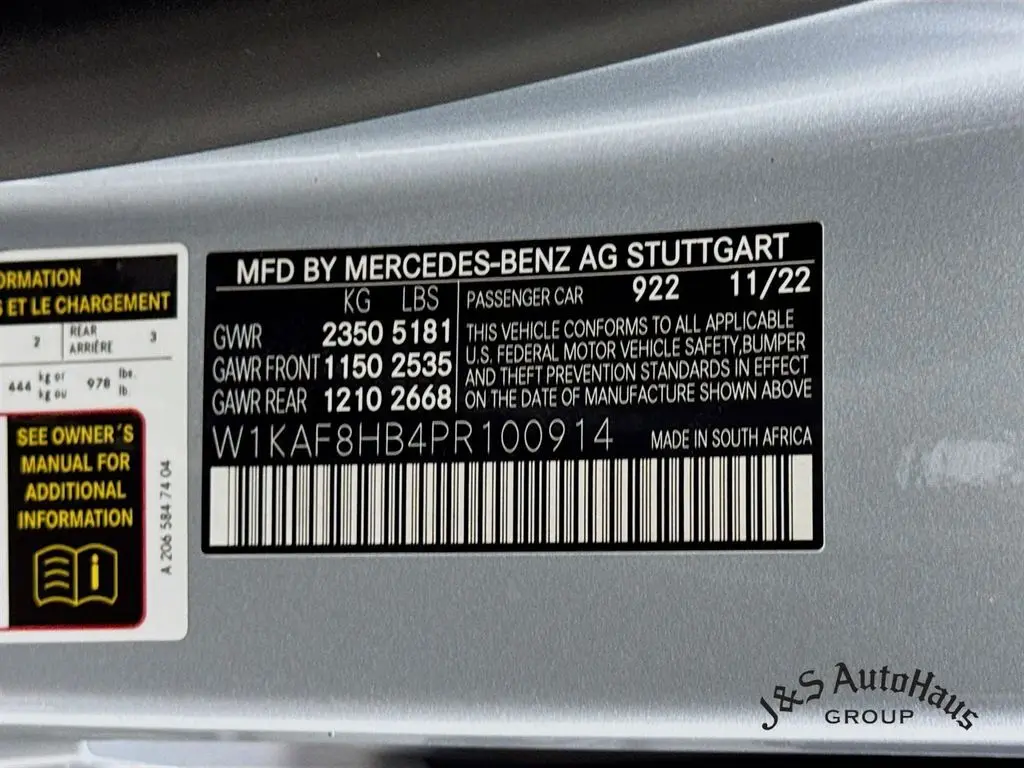 ORMATION
S ET LE CHARGEMENT
2 REAR ARRIÈRE 3
444 kg or kg ou 978 lbs. lb.
SEE OWNER'S
MANUAL FOR
ADDITIONAL
INFORMATION
A 206 584 74 04
MFD BY MERCEDES-BENZ AG STUTTGART
KG LBS
GVWR 2350 5181
GAWR FRONT 1150 2535
GAWR REAR 1210 2668
PASSENGER CAR 922 11/22
THIS VEHICLE CONFORMS TO ALL APPLICABLE
U.S. FEDERAL MOTOR VEHICLE SAFETY,BUMPER
AND THEFT PREVENTION STANDARDS IN EFFECT
ON THE DATE OF MANUFACTURE SHOWN ABOVE
W1KAF8HB4PR100914 MADE IN SOUTH AFRICA
J&S AutoHaus
GROUP